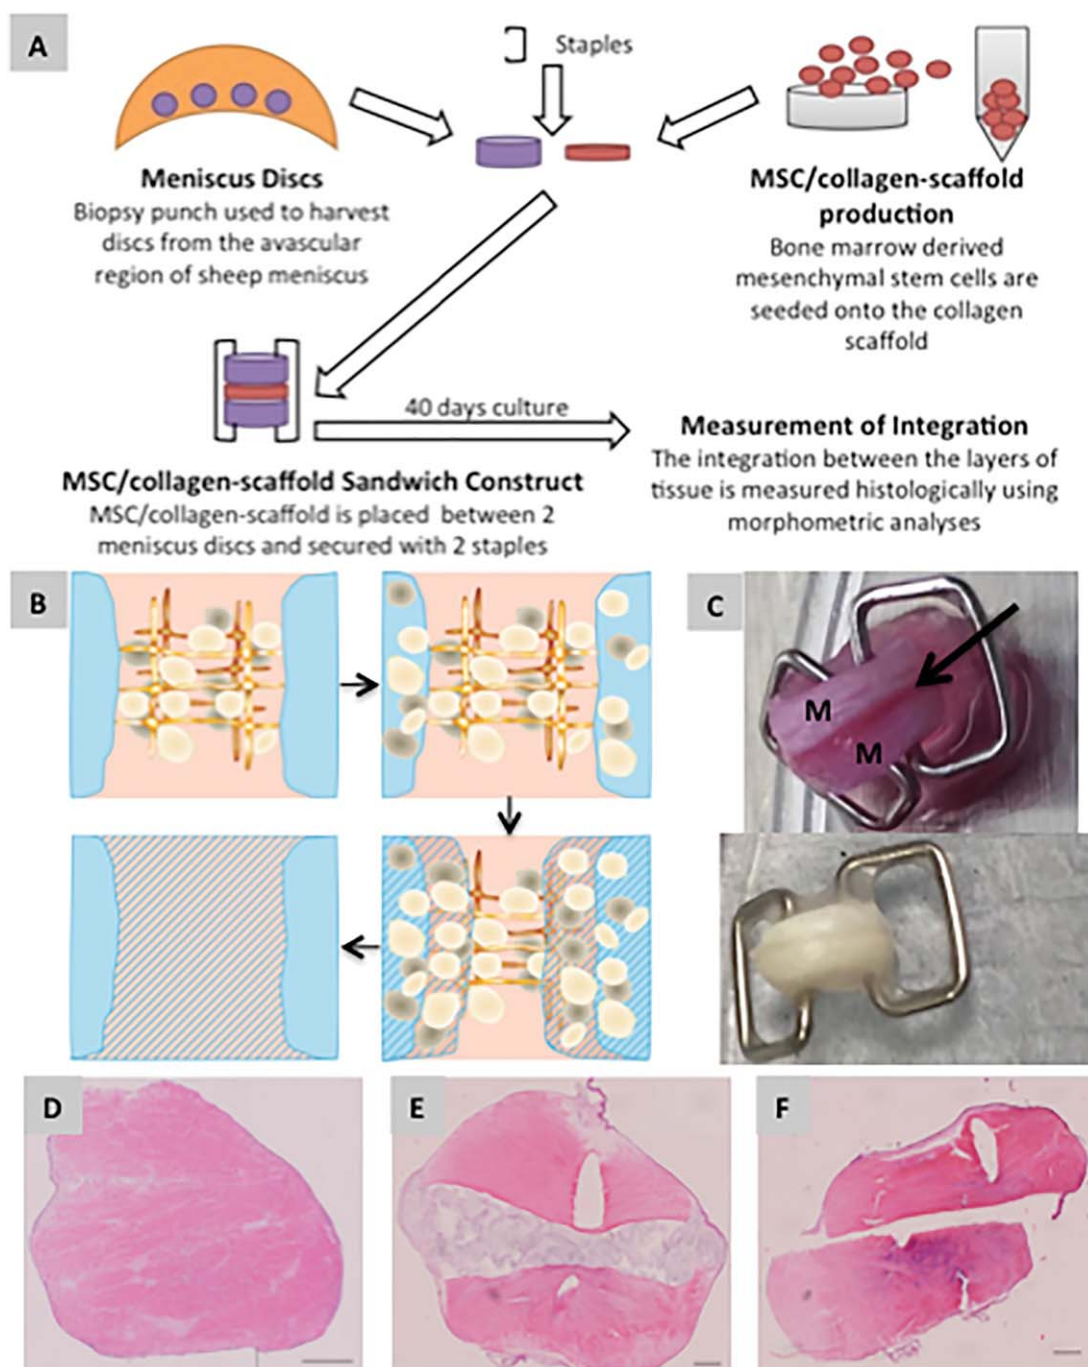 A
Staples
Meniscus Discs
Biopsy punch used to harvest
discs from the avascular
region of sheep meniscus
MSC/collagen-scaffold
production
Bone marrow derived
mesenchymal stem cells are
seeded onto the collagen
scaffold
40 days culture
MSC/collagen-scaffold Sandwich Construct
MSC/collagen-scaffold is placed between 2
meniscus discs and secured with 2 staples
Measurement of Integration
The integration between the layers of
tissue is measured histologically using
morphometric analyses
B
C
M
M
D
E
F